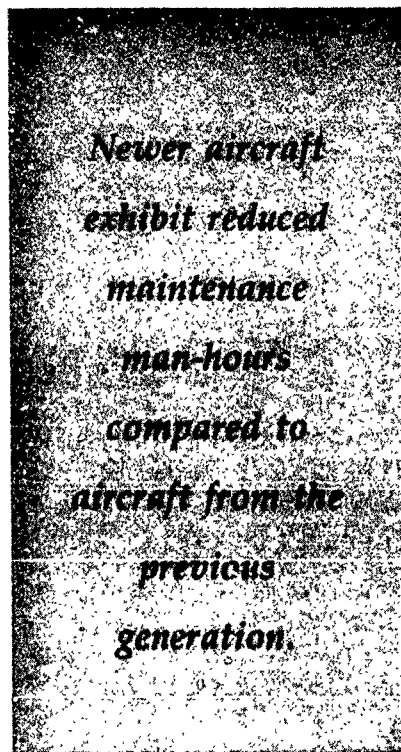 Newer aircraft
exhibit reduced
maintenance
man-hours
compared to
aircraft from the
previous
generation.